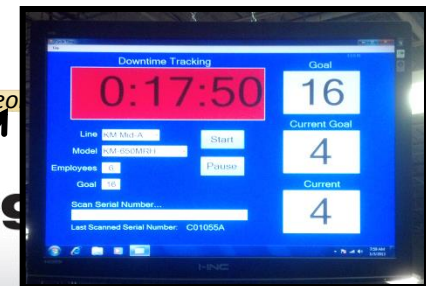 Downtime Tracking
0:17:50
Goal
16
Line KM-Mid-A
Start
Model KM-650MRH
Pause
Employees 6
Goal 16
Current Goal
4
Current
4
Scan Serial Number...
Last Scanned Serial Number: C01055A